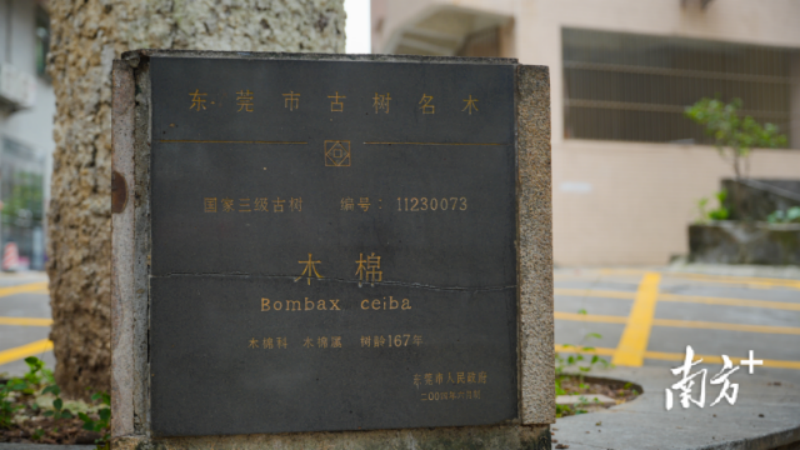 东莞市古树名木
国家三级古树 编号：11230073
木棉
Bombax ceiba
木棉科 木棉属 树龄167年
东莞市人民政府
南方+